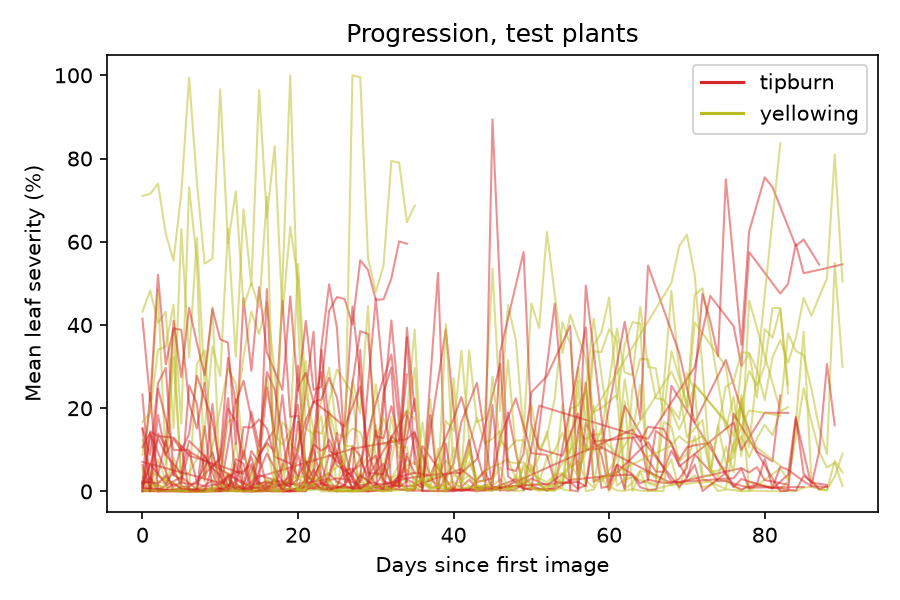 Progression, test plants
tipburn
yellowing
Mean leaf severity (%)
100
80
60
40
20
0
0 20 40 60 80
Days since first image